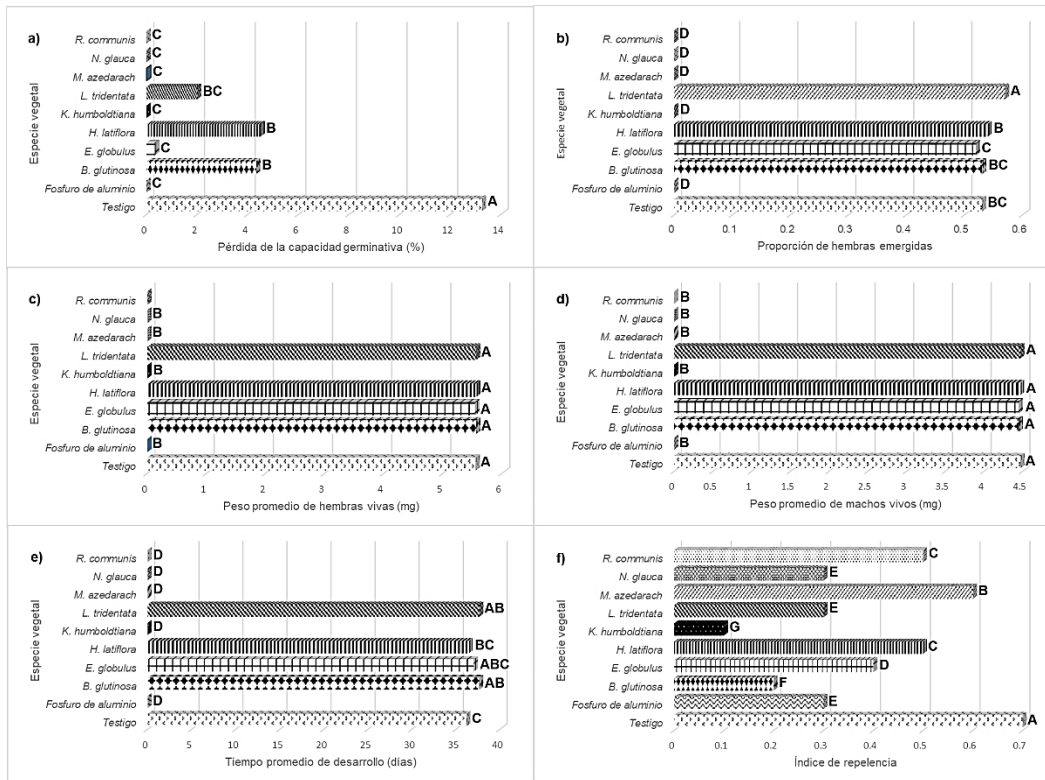 a)
Especie vegetal
R. communis C
N. glauca C
M. azedarach C
L. tridentata BC
K. humboldtiana C
H. latiflora B
E. globulus C
B. glutinosa B
Fosfuro de aluminio C
Testigo A
0 2 4 6 8 10 12 14
Pérdida de la capacidad germinativa (%)
b)
Especie vegetal
R. communis D
N. glauca D
M. azedarach D
L. tridentata A
K. humboldtiana D
H. latiflora B
E. globulus C
B. glutinosa BC
Fosfuro de aluminio D
Testigo BC
0 0.1 0.2 0.3 0.4 0.5 0.6
Proporción de hembras emergidas
c)
Especie vegetal
R. communis
N. glauca B
M. azedarach B
L. tridentata A
K. humboldtiana B
H. latiflora A
E. globulus A
B. glutinosa A
Fosfuro de aluminio B
Testigo A
0 1 2 3 4 5 6
Peso promedio de hembras vivas (mg)
d)
Especie vegetal
R. communis B
N. glauca B
M. azedarach B
L. tridentata A
K. humboldtiana B
H. latiflora A
E. globulus A
B. glutinosa A
Fosfuro de aluminio B
Testigo A
0 0.5 1 1.5 2 2.5 3 3.5 4 4.5
Peso promedio de machos vivos (mg)
e)
Especie vegetal
R. communis D
N. glauca D
M. azedarach D
L. tridentata AB
K. humboldtiana D
H. latiflora BC
E. globulus ABC
B. glutinosa AB
Fosfuro de aluminio D
Testigo C
0 5 10 15 20 25 30 35 40
Tiempo promedio de desarrollo (días)
f)
Especie vegetal
R. communis C
N. glauca E
M. azedarach B
L. tridentata E
K. humboldtiana G
H. latiflora C
E. globulus D
B. glutinosa F
Fosfuro de aluminio E
Testigo A
0 0.1 0.2 0.3 0.4 0.5 0.6 0.7
Índice de repelencia